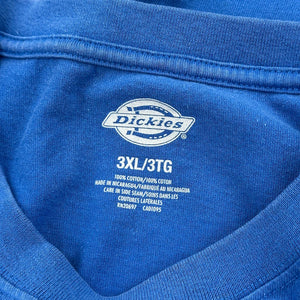 Dickies
3XL/3TG
100% COTTON/100% COTON
MADE IN NICARAGUA/FABRIQUÉ AU NICARAGUA
CARE IN SIDE SEAM/SOINS DANS LES
COUTURES LATERALES
RN20697 CA01095